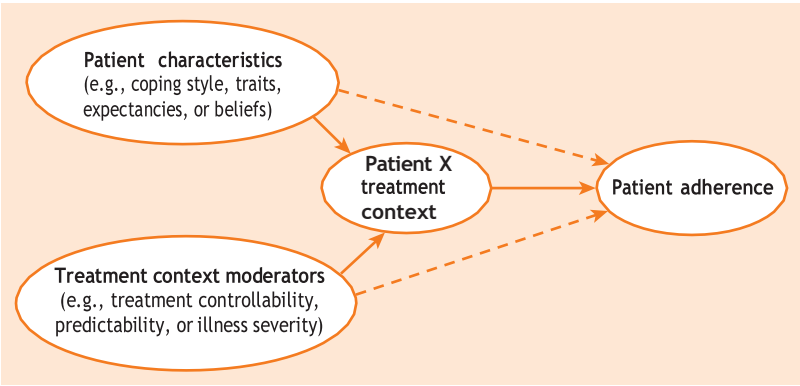 Patient characteristics
(e.g., coping style, traits,
expectancies, or beliefs)
Patient X
treatment
context
Patient adherence
Treatment context moderators
(e.g., treatment controllability,
predictability, or illness severity)